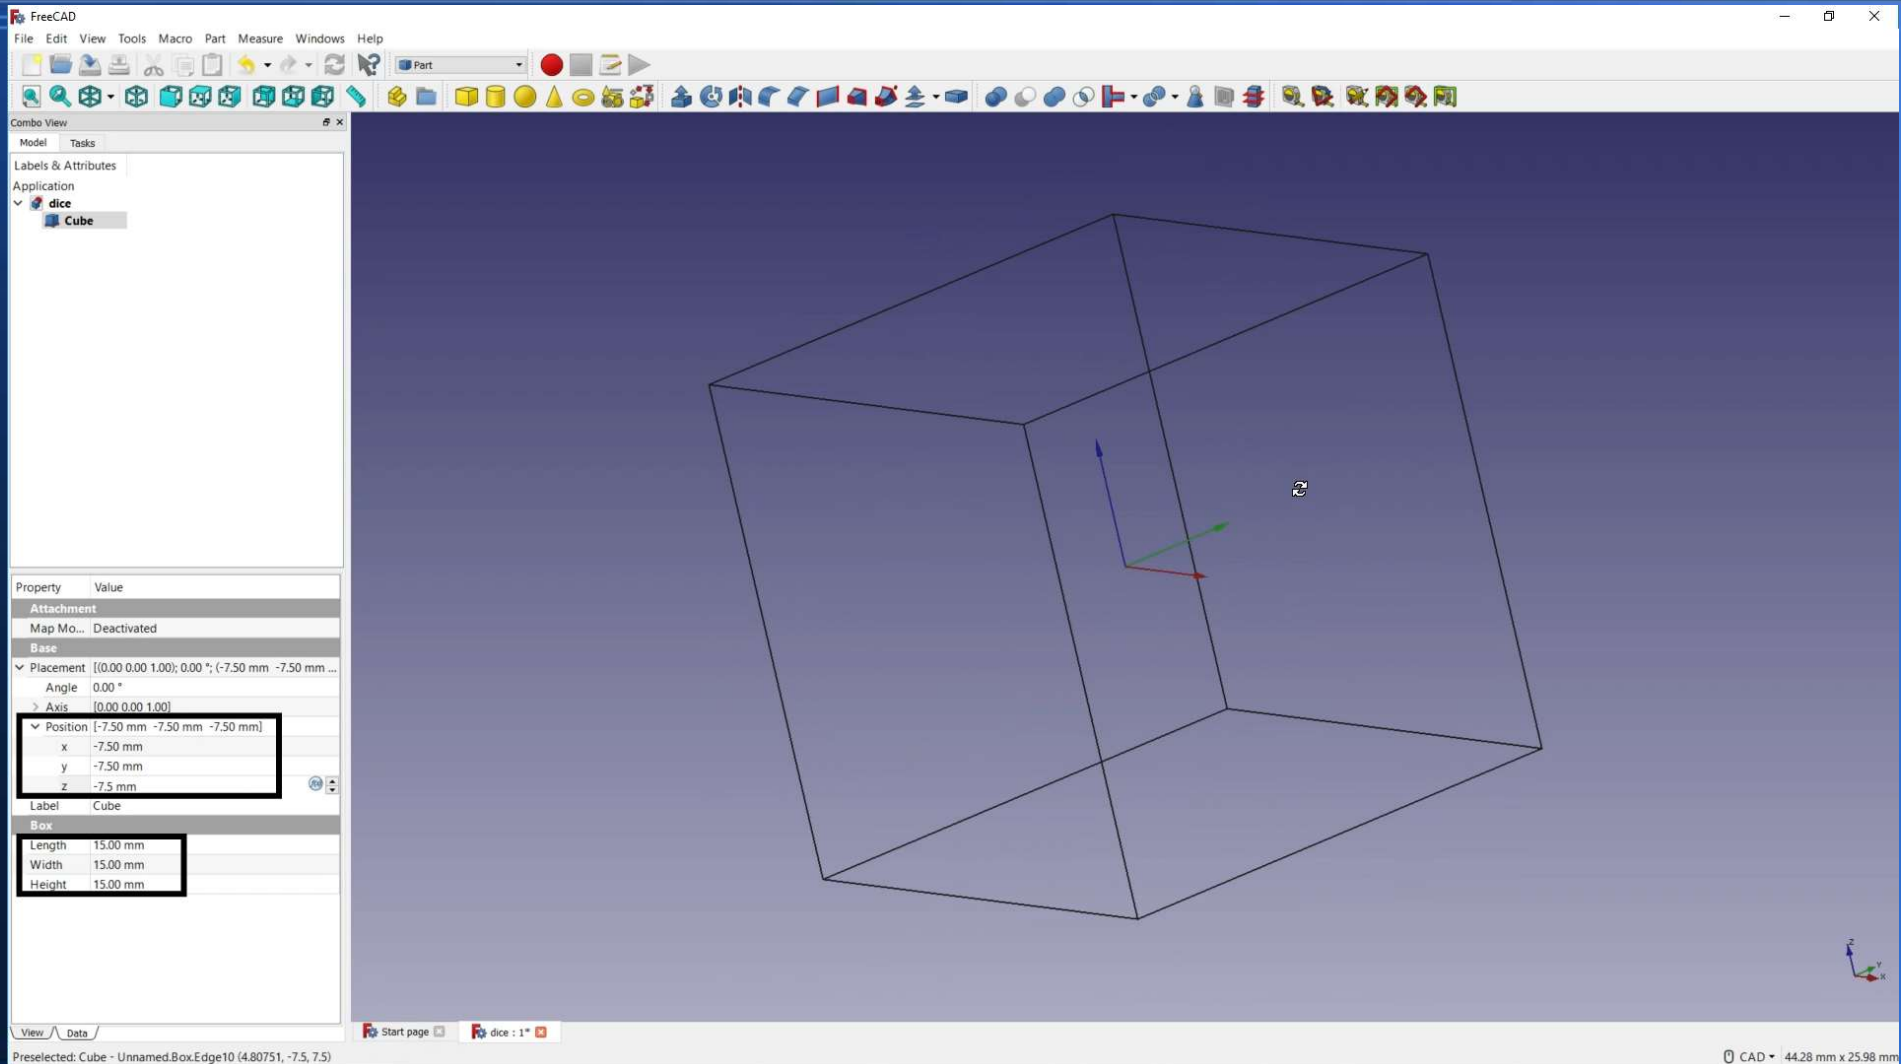 FreeCAD
File Edit View Tools Macro Part Measure Windows Help
Part
Combo View
Model Tasks
Labels & Attributes
Application
dice
Cube
Property Value
Attachment
Map Mo... Deactivated
Base
Placement [(0.00 0.00 1.00); 0.00 °; (-7.50 mm -7.50 mm ...
Angle 0.00 °
Axis [0.00 0.00 1.00]
Position [-7.50 mm -7.50 mm -7.50 mm]
x -7.50 mm
y -7.50 mm
z -7.5 mm
Label Cube
Box
Length 15.00 mm
Width 15.00 mm
Height 15.00 mm
Z
Y
X
View Data
Start page dice : 1*
Preselected: Cube - Unnamed.Box.Edge10 (4.80751, -7.5, 7.5)
CAD 44.28 mm x 25.98 mm